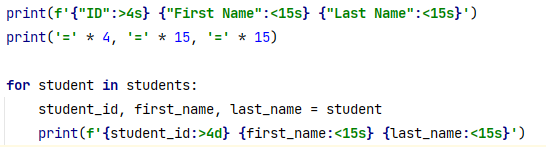 print(f'{"ID":>4s} {"First Name":<15s} {"Last Name":<15s}')
print('=' * 4, '=' * 15, '=' * 15)

for student in students:
    student_id, first_name, last_name = student
    print(f'{student_id:>4d} {first_name:<15s} {last_name:<15s}')